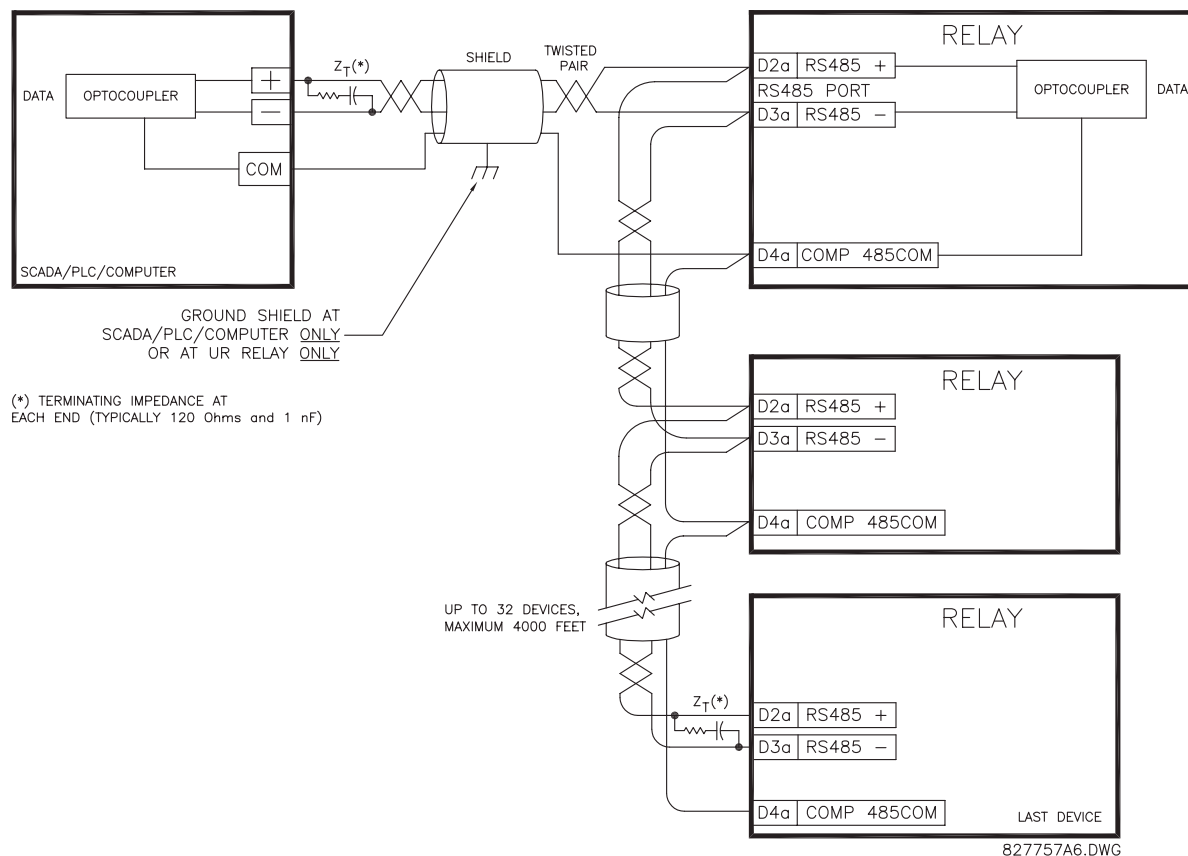 RELAY
SHIELD
TWISTED
PAIR
Z_T(*)
DATA
OPTOCOUPLER
+
−
COM
SCADA/PLC/COMPUTER
D2a RS485 +
RS485 PORT
D3a RS485 −
OPTOCOUPLER
DATA
D4a COMP 485COM
GROUND SHIELD AT
SCADA/PLC/COMPUTER ONLY
OR AT UR RELAY ONLY
(*) TERMINATING IMPEDANCE AT
EACH END (TYPICALLY 120 Ohms and 1 nF)
RELAY
D2a RS485 +
D3a RS485 −
D4a COMP 485COM
UP TO 32 DEVICES,
MAXIMUM 4000 FEET
RELAY
Z_T(*)
D2a RS485 +
D3a RS485 −
D4a COMP 485COM
LAST DEVICE
827757A6.DWG